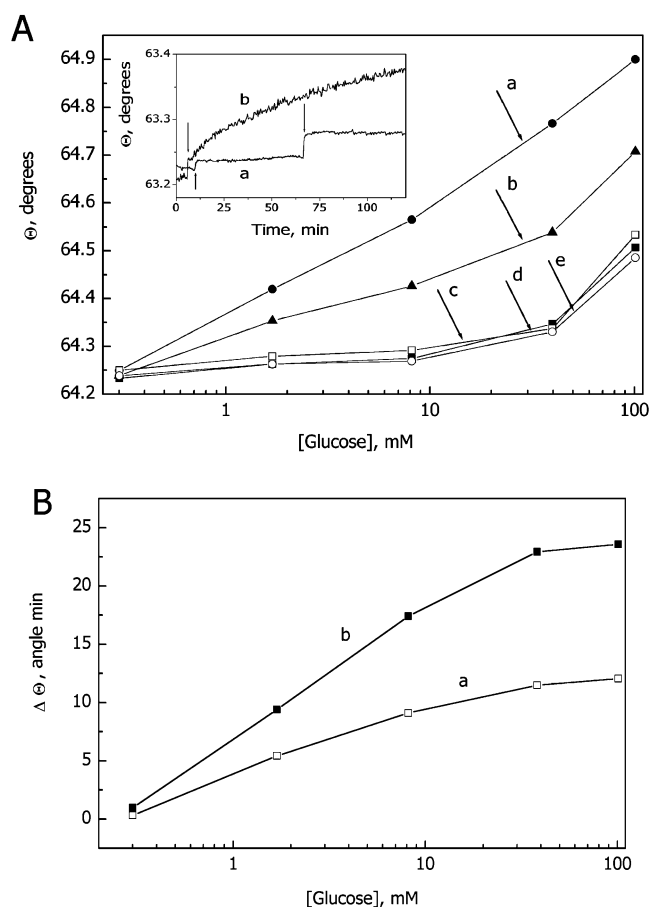 A
64.9
64.8
64.7
64.6
64.5
64.4
64.3
64.2
Θ, degrees
1
10
100
[Glucose], mM
a
b
c
d
e
63.4
63.3
63.2
Θ, degrees
b
a
0
25
50
75
100
Time, min
B
25
20
15
10
5
0
Δ Θ, angle min
b
a
1
10
100
[Glucose], mM